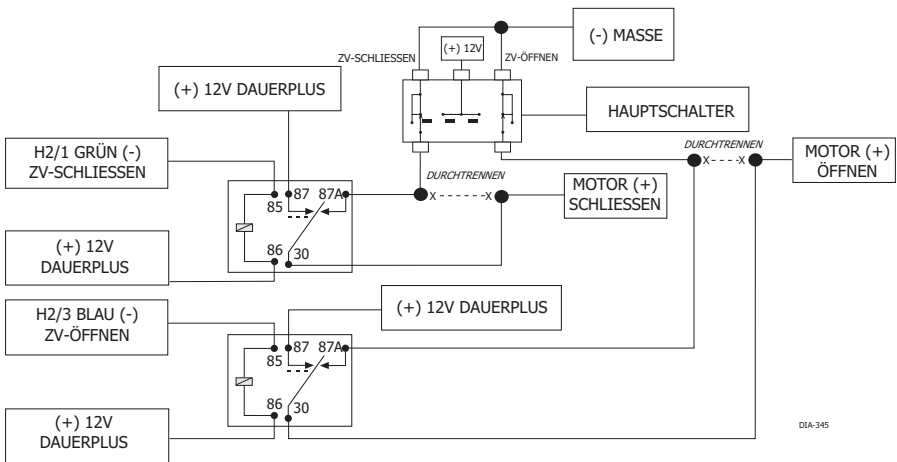 (-) MASSE
(+) 12V
ZV-SCHLIESSEN
ZV-ÖFFNEN
(+) 12V DAUERPLUS
HAUPTSCHALTER
H2/1 GRÜN (-)
ZV-SCHLIESSEN
DURCHTRENNEN
X - - - - - - X
MOTOR (+)
ÖFFNEN
DURCHTRENNEN
X - - - - - - X
MOTOR (+)
SCHLIESSEN
87 87A
85
86 30
(+) 12V
DAUERPLUS
H2/3 BLAU (-)
ZV-ÖFFNEN
(+) 12V DAUERPLUS
87 87A
85
86 30
(+) 12V
DAUERPLUS
DIA-345